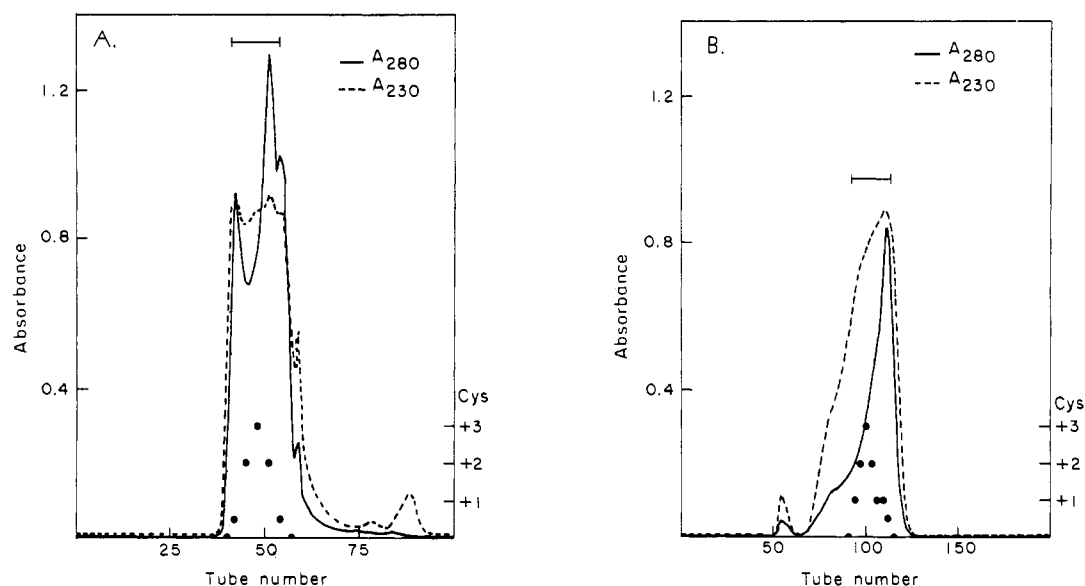 A.
A280
A230
1.2
0.8
0.4
Absorbance
Cys
+3
+2
+1
25
50
75
Tube number
B.
A280
A230
1.2
0.8
0.4
Absorbance
Cys
+3
+2
+1
50
100
150
Tube number